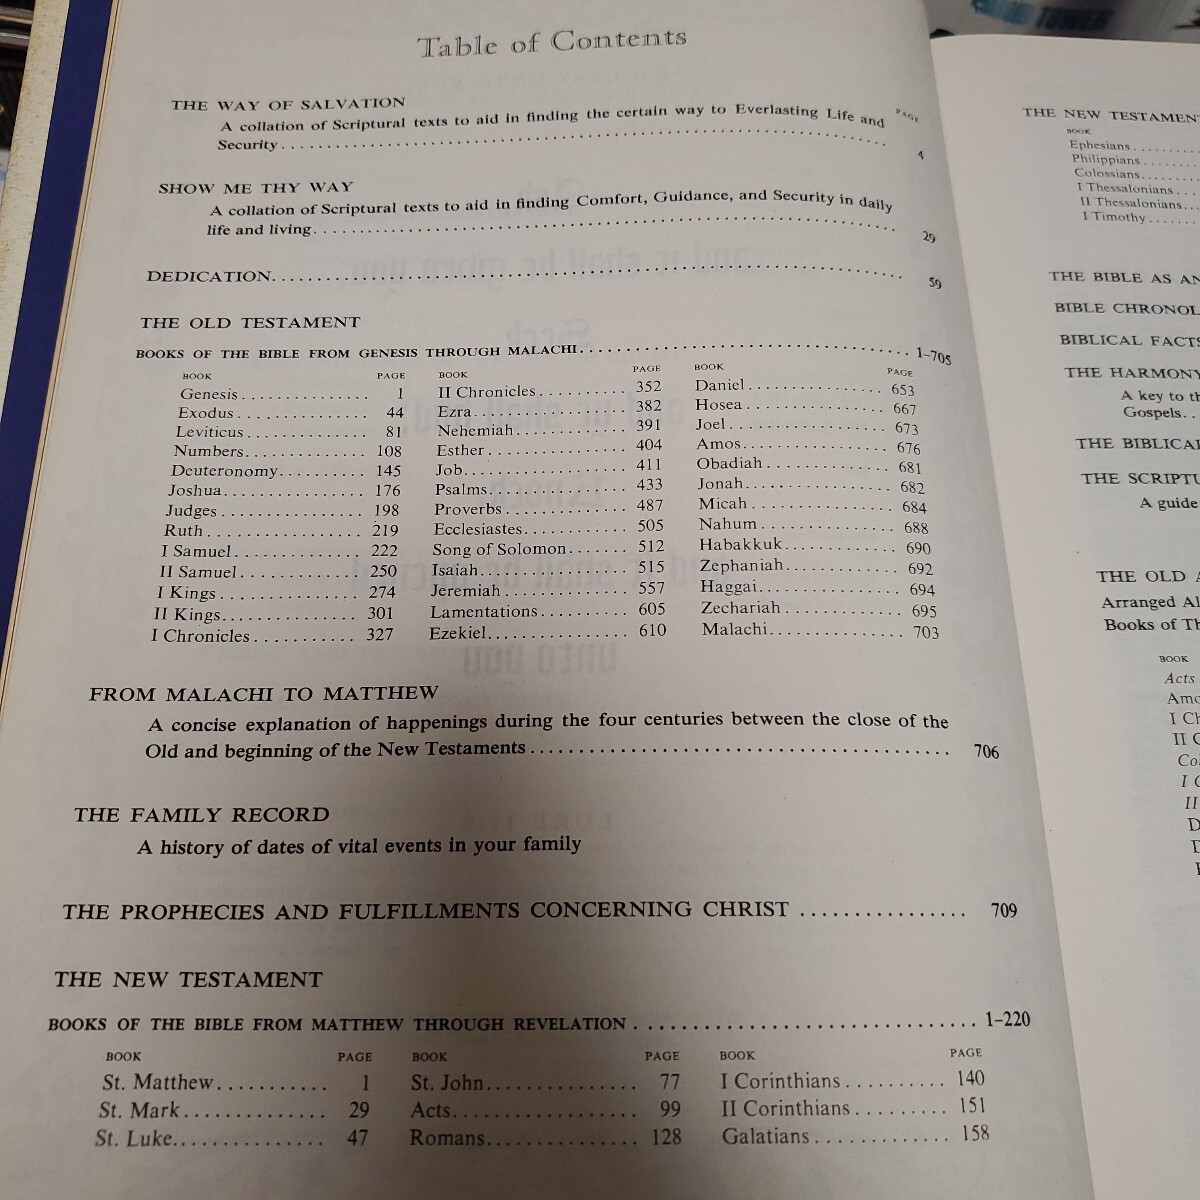 Table of Contents
PAGE
THE WAY OF SALVATION
A collation of Scriptural texts to aid in finding the certain way to Everlasting Life and
Security 4
SHOW ME THY WAY
A collation of Scriptural texts to aid in finding Comfort, Guidance, and Security in daily
life and living 29
DEDICATION 59
THE OLD TESTAMENT
BOOKS OF THE BIBLE FROM GENESIS THROUGH MALACHI 1-705
BOOK PAGE BOOK PAGE BOOK PAGE
Genesis 1 II Chronicles 352 Daniel 653
Exodus 44 Ezra 382 Hosea 667
Leviticus 81 Nehemiah 391 Joel 673
Numbers 108 Esther 404 Amos 676
Deuteronomy 145 Job 411 Obadiah 681
Joshua 176 Psalms 433 Jonah 682
Judges 198 Proverbs 487 Micah 684
Ruth 219 Ecclesiastes 505 Nahum 688
I Samuel 222 Song of Solomon 512 Habakkuk 690
II Samuel 250 Isaiah 515 Zephaniah 692
I Kings 274 Jeremiah 557 Haggai 694
II Kings 301 Lamentations 605 Zechariah 695
I Chronicles 327 Ezekiel 610 Malachi 703
FROM MALACHI TO MATTHEW
A concise explanation of happenings during the four centuries between the close of the
Old and beginning of the New Testaments 706
THE FAMILY RECORD
A history of dates of vital events in your family
THE PROPHECIES AND FULFILLMENTS CONCERNING CHRIST 709
THE NEW TESTAMENT
BOOKS OF THE BIBLE FROM MATTHEW THROUGH REVELATION 1-220
BOOK PAGE BOOK PAGE BOOK PAGE
St. Matthew 1 St. John 77 I Corinthians 140
St. Mark 29 Acts 99 II Corinthians 151
St. Luke 47 Romans 128 Galatians 158
THE NEW TESTAMEN
BOOK
Ephesians
Philippians
Colossians
I Thessalonians
II Thessalonians
I Timothy
THE BIBLE AS AN
BIBLE CHRONOL
BIBLICAL FACTS
THE HARMONY
A key to th
Gospels
THE BIBLICAL
THE SCRIPTU
A guide
THE OLD A
Arranged Al
Books of Th
BOOK
Acts
Amo
I Ch
II C
Co
I C
II
D